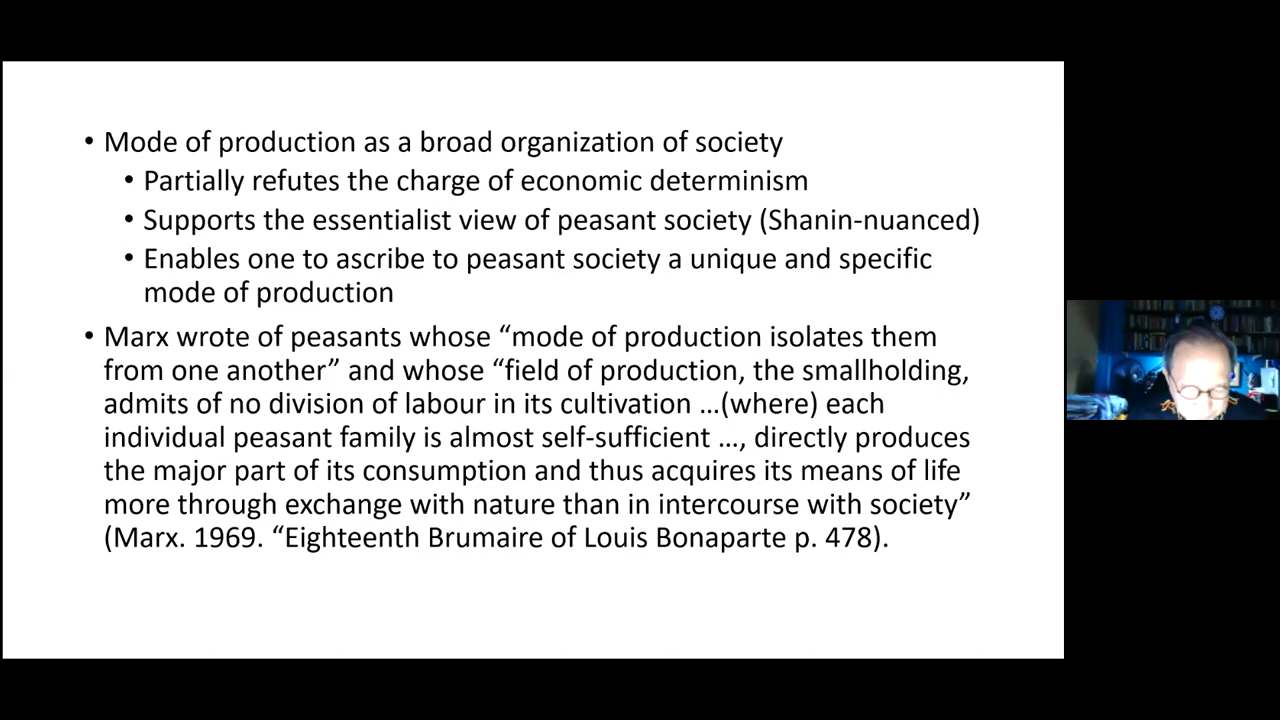 • Mode of production as a broad organization of society
• Partially refutes the charge of economic determinism
• Supports the essentialist view of peasant society (Shanin-nuanced)
• Enables one to ascribe to peasant society a unique and specific
mode of production
• Marx wrote of peasants whose “mode of production isolates them
from one another” and whose “field of production, the smallholding,
admits of no division of labour in its cultivation …(where) each
individual peasant family is almost self-sufficient …, directly produces
the major part of its consumption and thus acquires its means of life
more through exchange with nature than in intercourse with society”
(Marx. 1969. “Eighteenth Brumaire of Louis Bonaparte p. 478).